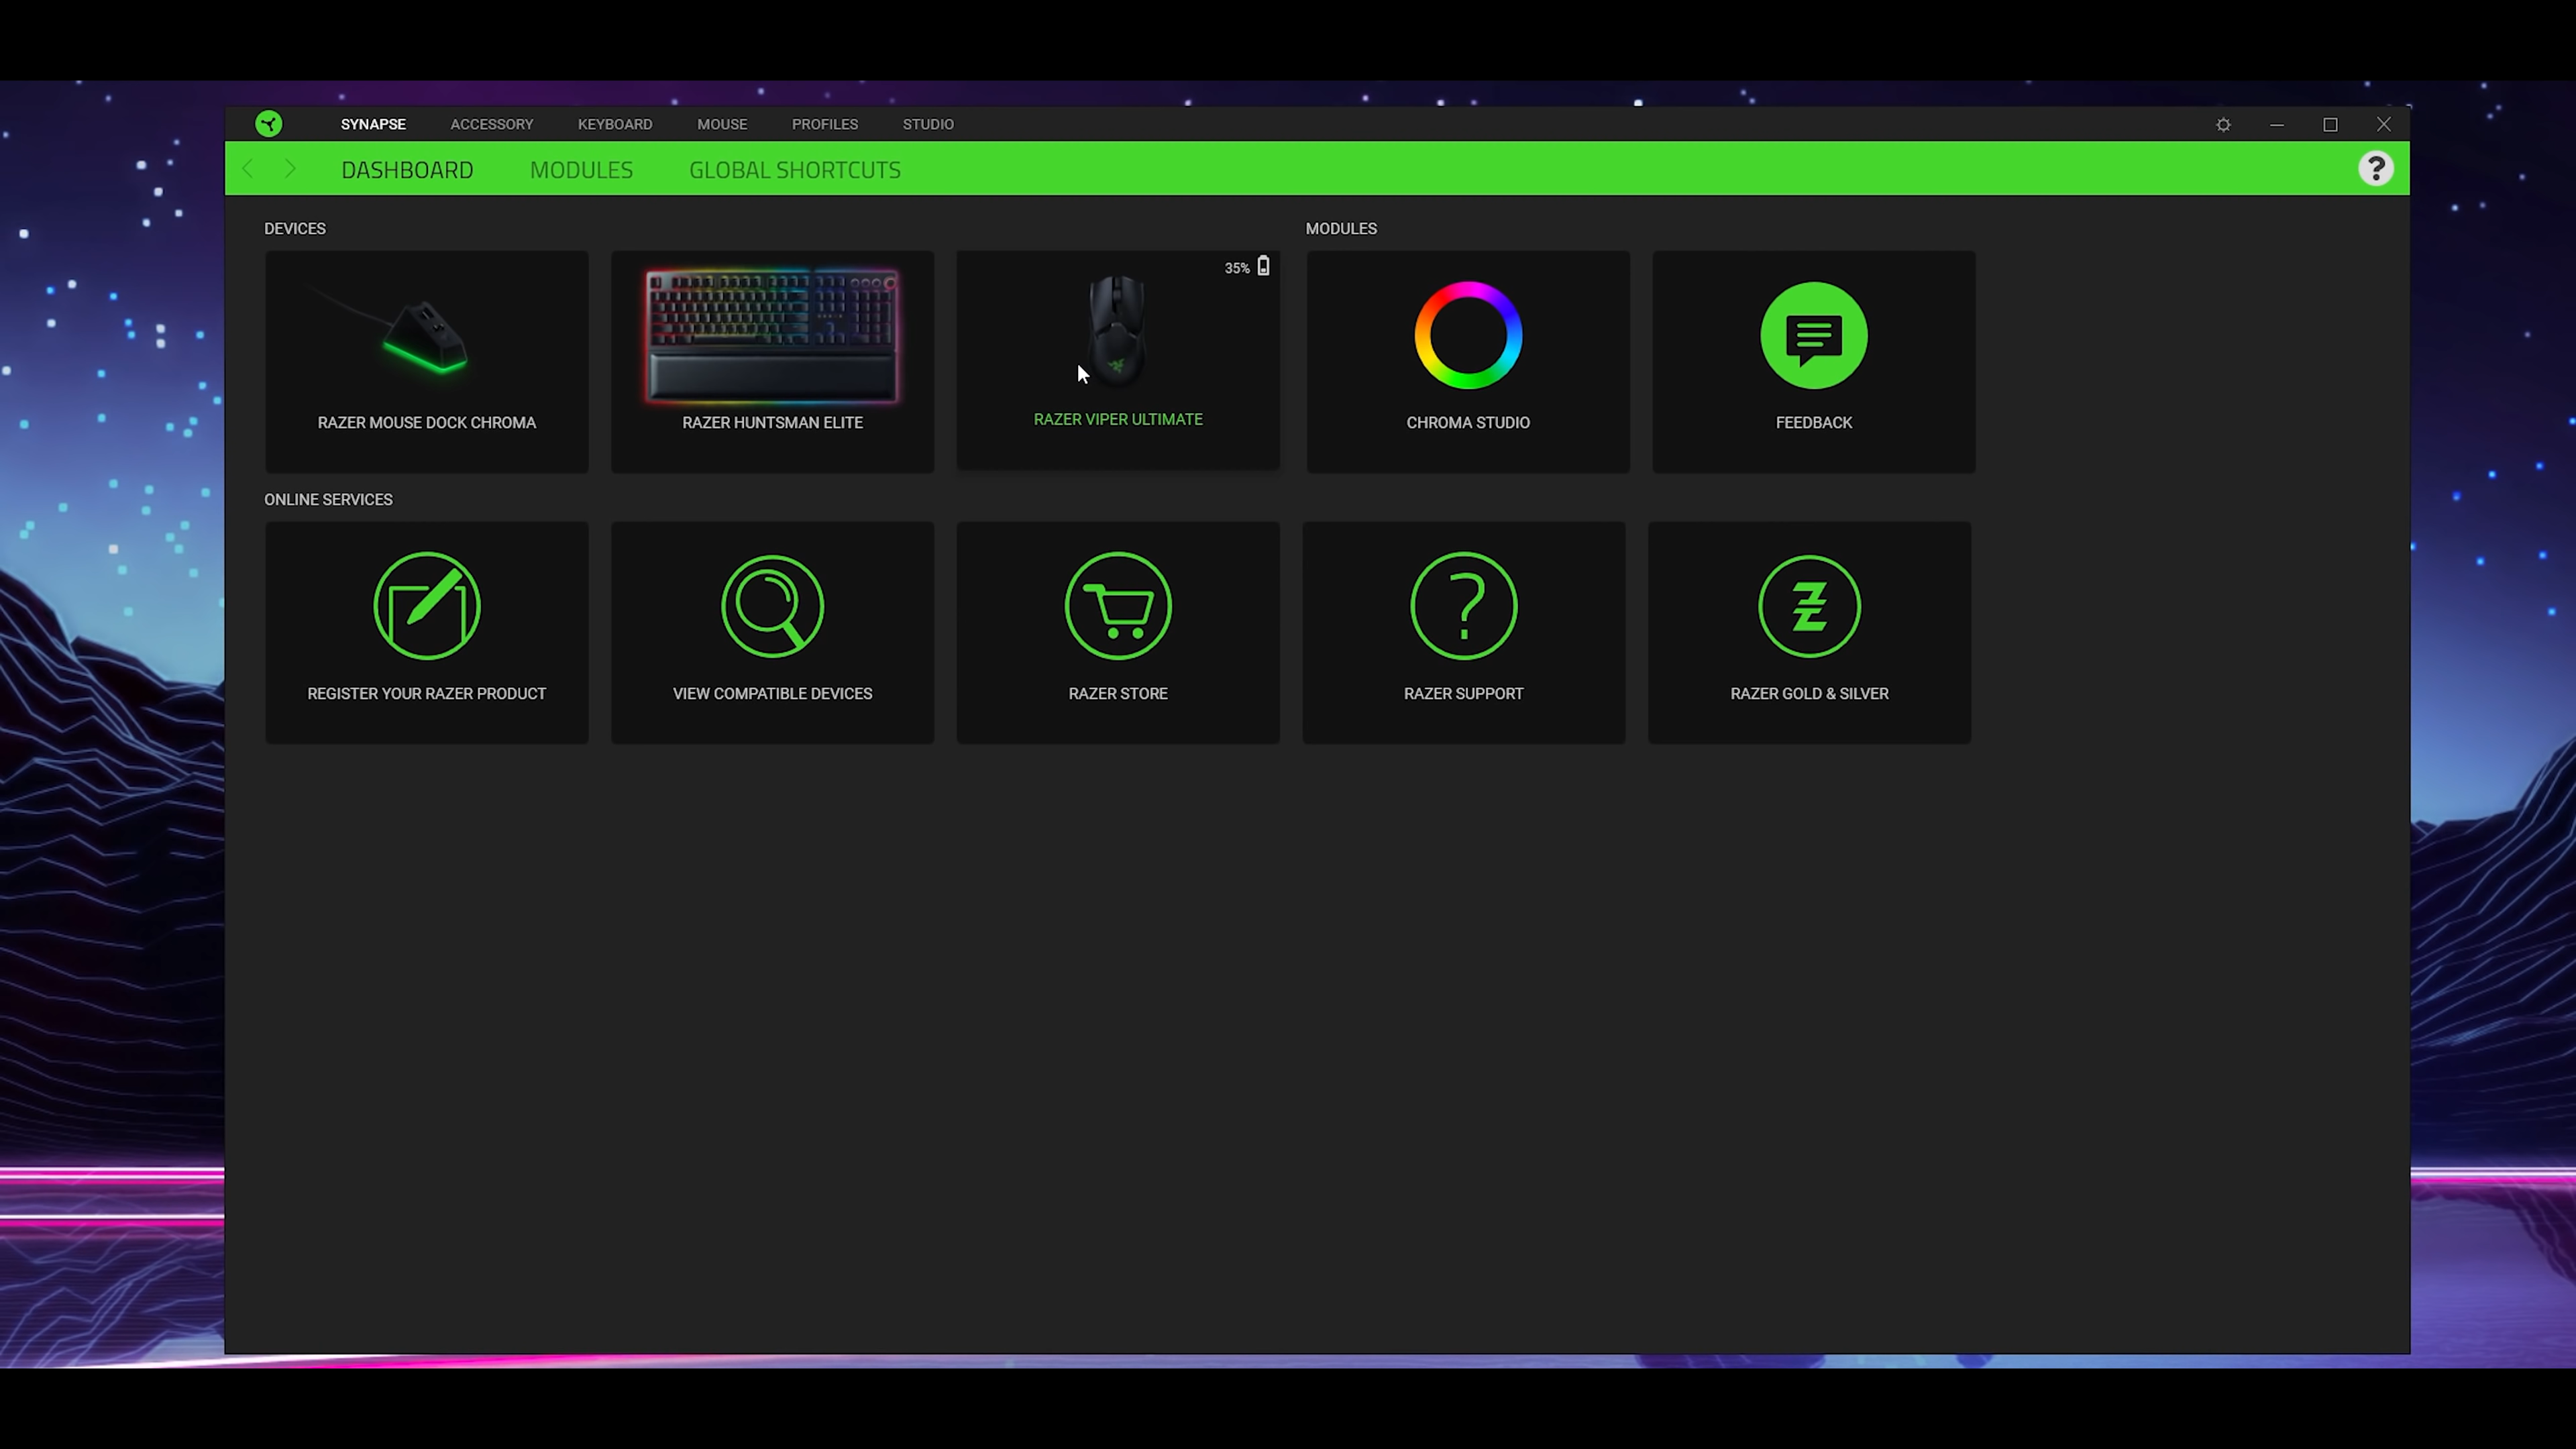 SYNAPSE ACCESSORY KEYBOARD MOUSE PROFILES STUDIO
DASHBOARD MODULES GLOBAL SHORTCUTS
DEVICES
MODULES
35%
RAZER MOUSE DOCK CHROMA
RAZER HUNTSMAN ELITE
RAZER VIPER ULTIMATE
CHROMA STUDIO
FEEDBACK
ONLINE SERVICES
REGISTER YOUR RAZER PRODUCT
VIEW COMPATIBLE DEVICES
RAZER STORE
RAZER SUPPORT
RAZER GOLD & SILVER